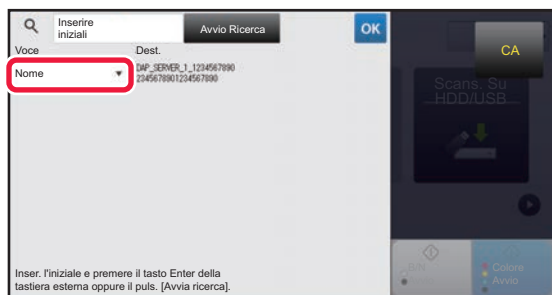 Inserire
iniziali
Avvio Ricerca
OK
CA
Voce
Dest.
Nome
DAP_SERVER_1_1234567890
2345678901234567890
Scans. Su
HDD/USB
Inser. l'iniziale e premere il tasto Enter della
tastiera esterna oppure il puls. [Avvia ricerca].
B/N
Colore
Avvio